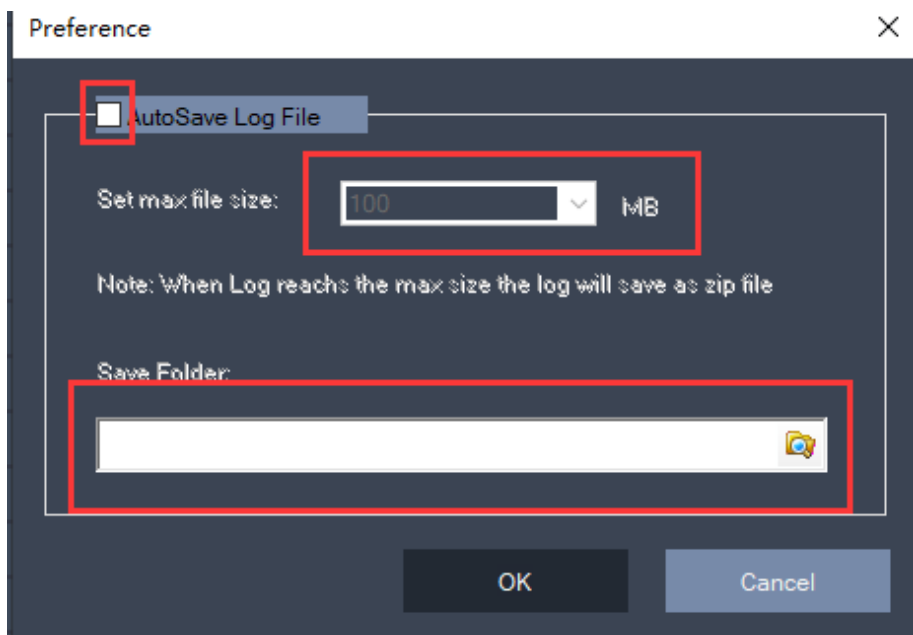 Preference
AutoSave Log File
Set max file size:
100
MB
Note: When Log reachs the max size the log will save as zip file
Save Folder:
OK
Cancel